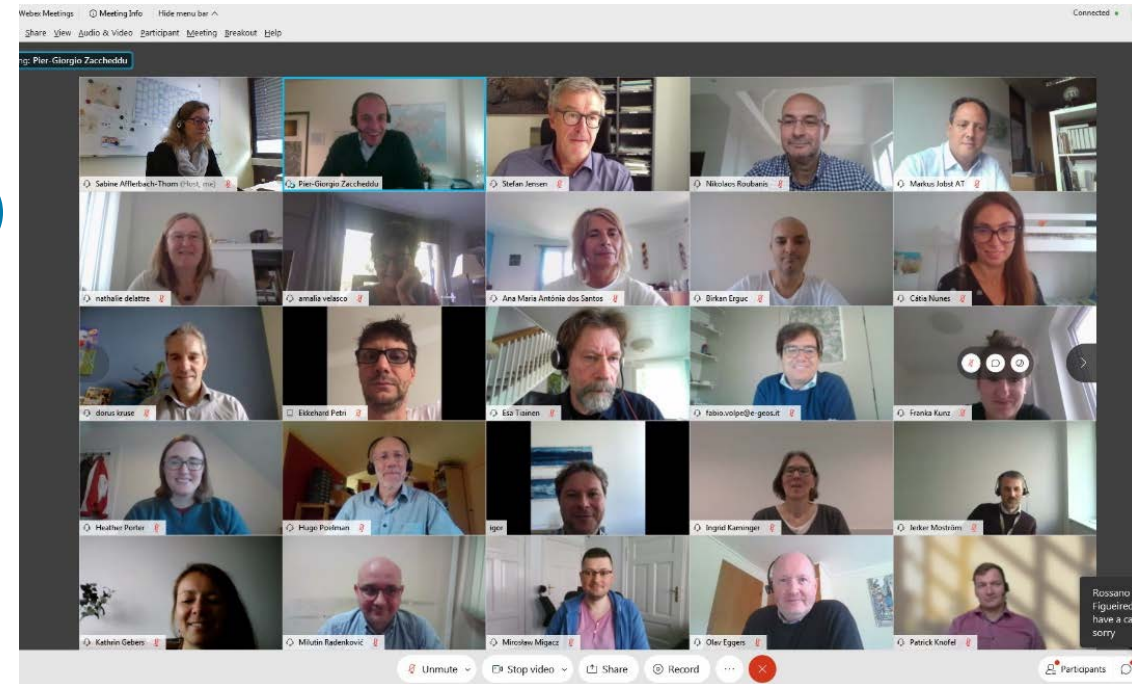 Webex Meetings Meeting Info Hide menu bar Connected
Share View Audio & Video Participant Meeting Breakout Help
ng: Pier-Giorgio Zaccheddu
Sabine Afflerbach-Thom (Host, me)
Pier-Giorgio Zaccheddu
Stefan Jensen
Nikolaos Roubanis
Markus Jobst AT
nathalie delattre
amalia velasco
Ana Maria Antónia dos Santos
Birkan Erguc
Cátia Nunes
dorus kruse
Ekkehard Petri
Esa Tiainen
fabio.volpe@e-geos.it
Franka Kunz
Heather Porter
Hugo Poelman
igor
Ingrid Kaminger
Jerker Moström
Kathrin Gebers
Milutin Radenković
Mirosław Migacz
Olav Eggers
Patrick Knöfel
Rossano
Figueired
have a ca
sorry
Unmute Stop video Share Record Participants